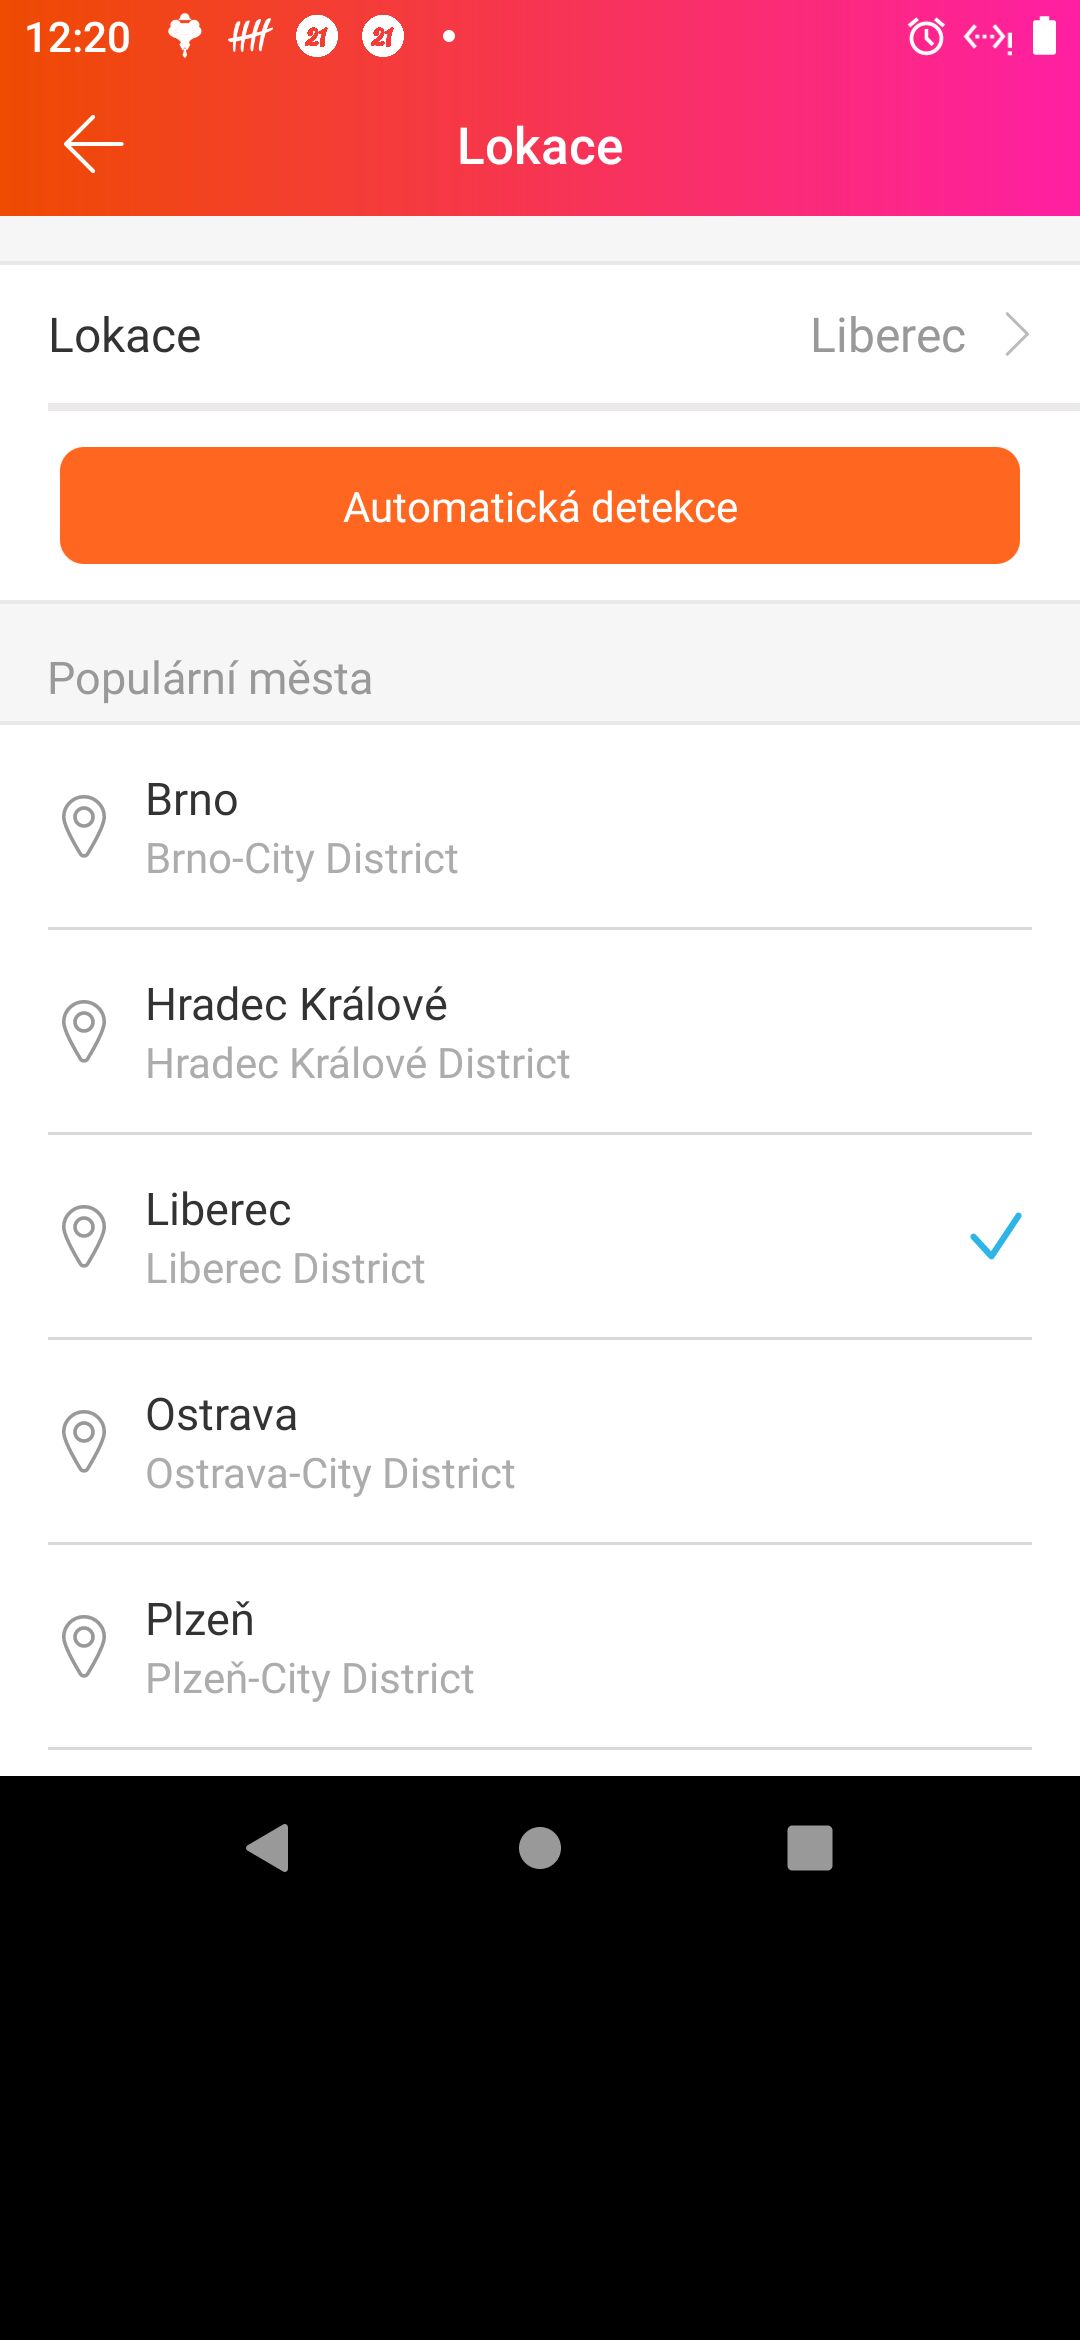 12:20
21
21
Lokace
Lokace
Liberec
Automatická detekce
Populární města
Brno
Brno-City District
Hradec Králové
Hradec Králové District
Liberec
Liberec District
Ostrava
Ostrava-City District
Plzeň
Plzeň-City District